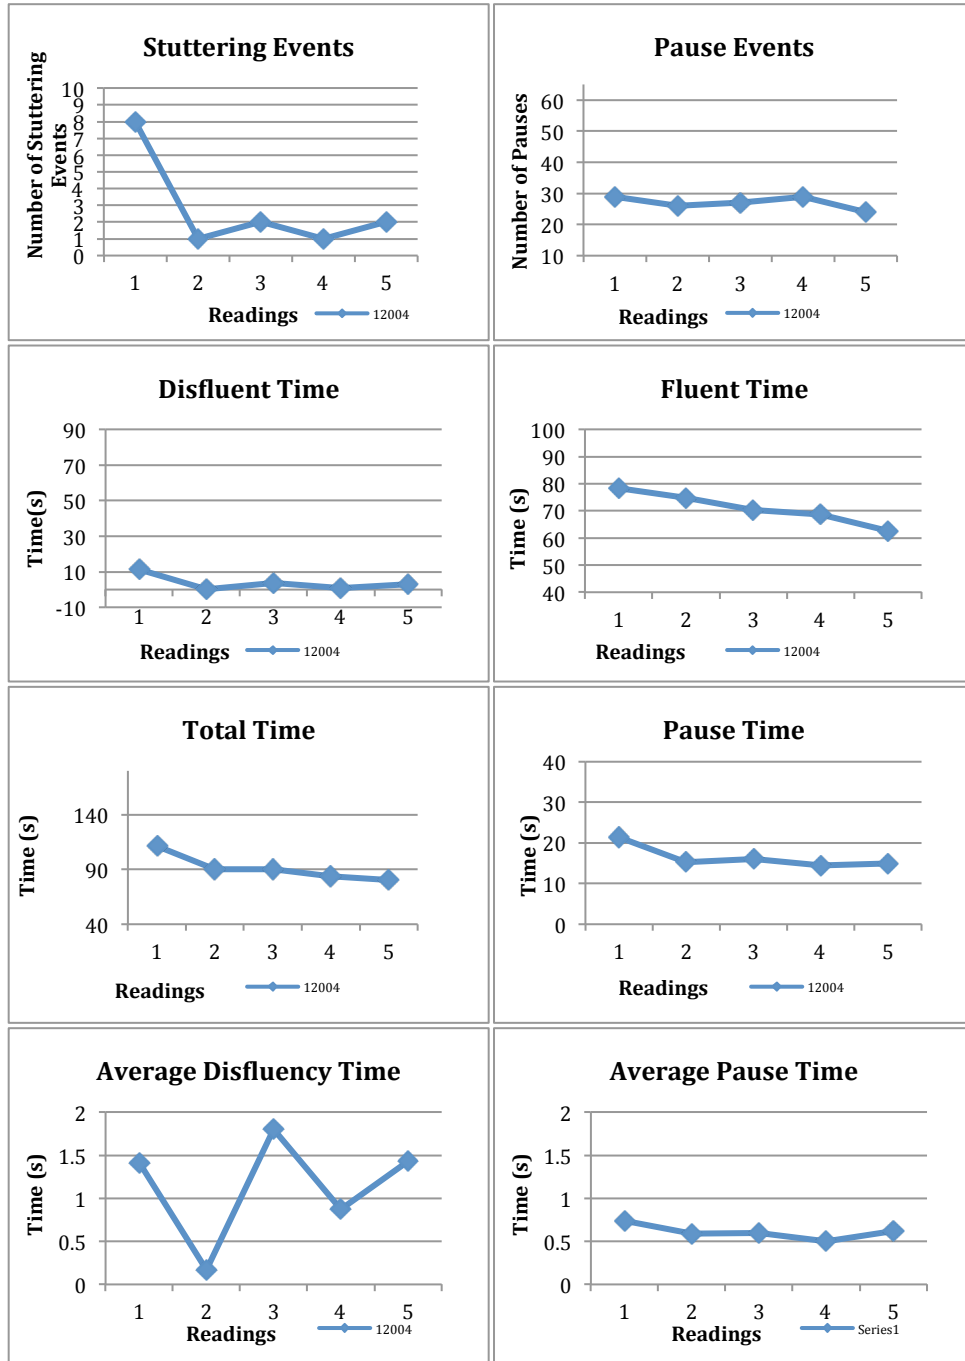 Stuttering Events
Number of Stuttering
Events
10
9
8
7
6
5
4
3
2
1
0
1 2 3 4 5
Readings 12004
Pause Events
Number of Pauses
60
50
40
30
20
10
1 2 3 4 5
Readings 12004
Disfluent Time
Time(s)
90
70
50
30
10
-10
1 2 3 4 5
Readings 12004
Fluent Time
Time (s)
100
90
80
70
60
50
40
1 2 3 4 5
Readings 12004
Total Time
Time (s)
140
90
40
1 2 3 4 5
Readings 12004
Pause Time
Time (s)
40
30
20
10
0
1 2 3 4 5
Readings 12004
Average Disfluency Time
Time (s)
2
1.5
1
0.5
0
1 2 3 4 5
Readings 12004
Average Pause Time
Time (s)
2
1.5
1
0.5
0
1 2 3 4 5
Readings Series1